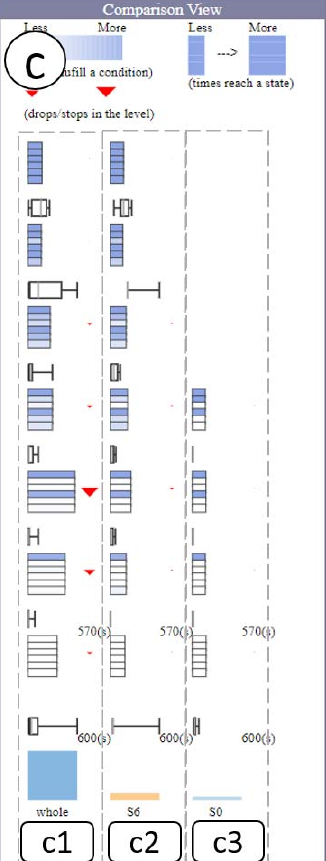 Comparison View
Less More Less More
C --->
ulfill a condition) (times reach a state)
(drops/stops in the level)
570(s) 570(s) 570(s)
600(s) 600(s) 600(s)
whole S6 S0
c1 c2 c3